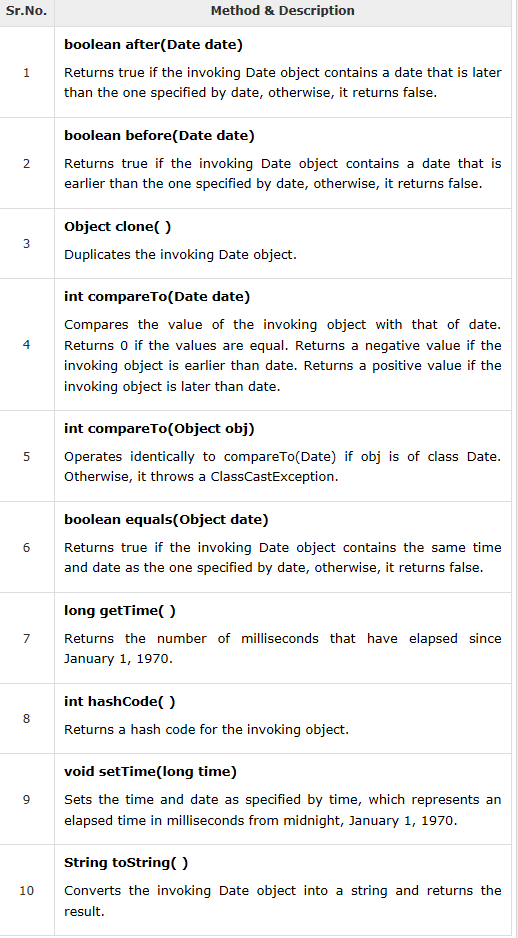 Sr.No. Method & Description
boolean after(Date date)
1
Returns true if the invoking Date object contains a date that is later
than the one specified by date, otherwise, it returns false.
boolean before(Date date)
2
Returns true if the invoking Date object contains a date that is
earlier than the one specified by date, otherwise, it returns false.
Object clone( )
3
Duplicates the invoking Date object.
int compareTo(Date date)
Compares the value of the invoking object with that of date.
4
Returns 0 if the values are equal. Returns a negative value if the
invoking object is earlier than date. Returns a positive value if the
invoking object is later than date.
int compareTo(Object obj)
5
Operates identically to compareTo(Date) if obj is of class Date.
Otherwise, it throws a ClassCastException.
boolean equals(Object date)
6
Returns true if the invoking Date object contains the same time
and date as the one specified by date, otherwise, it returns false.
long getTime( )
7
Returns the number of milliseconds that have elapsed since
January 1, 1970.
int hashCode( )
8
Returns a hash code for the invoking object.
void setTime(long time)
9
Sets the time and date as specified by time, which represents an
elapsed time in milliseconds from midnight, January 1, 1970.
String toString( )
10
Converts the invoking Date object into a string and returns the
result.